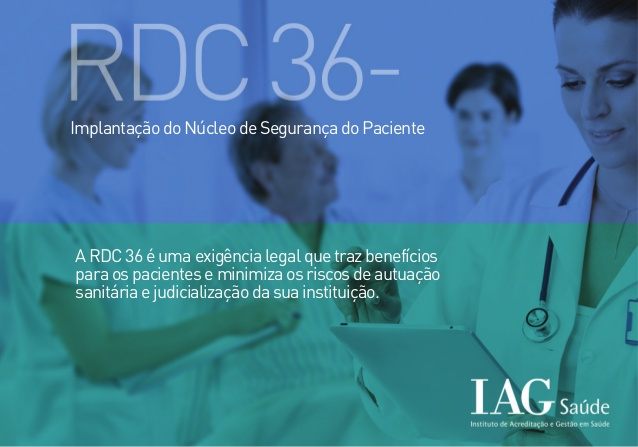 RDC 36-
Implantação do Núcleo de Segurança do Paciente
A RDC 36 é uma exigência legal que traz benefícios
para os pacientes e minimiza os riscos de autuação
sanitária e judicialização da sua instituição.
IAG Saúde
Instituto de Acreditação e Gestão em Saúde